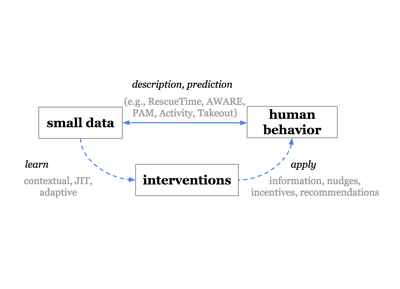 description, prediction
(e.g., RescueTime, AWARE,
PAM, Activity, Takeout)
small data
human
behavior
learn
contextual, JIT,
adaptive
interventions
apply
information, nudges,
incentives, recommendations